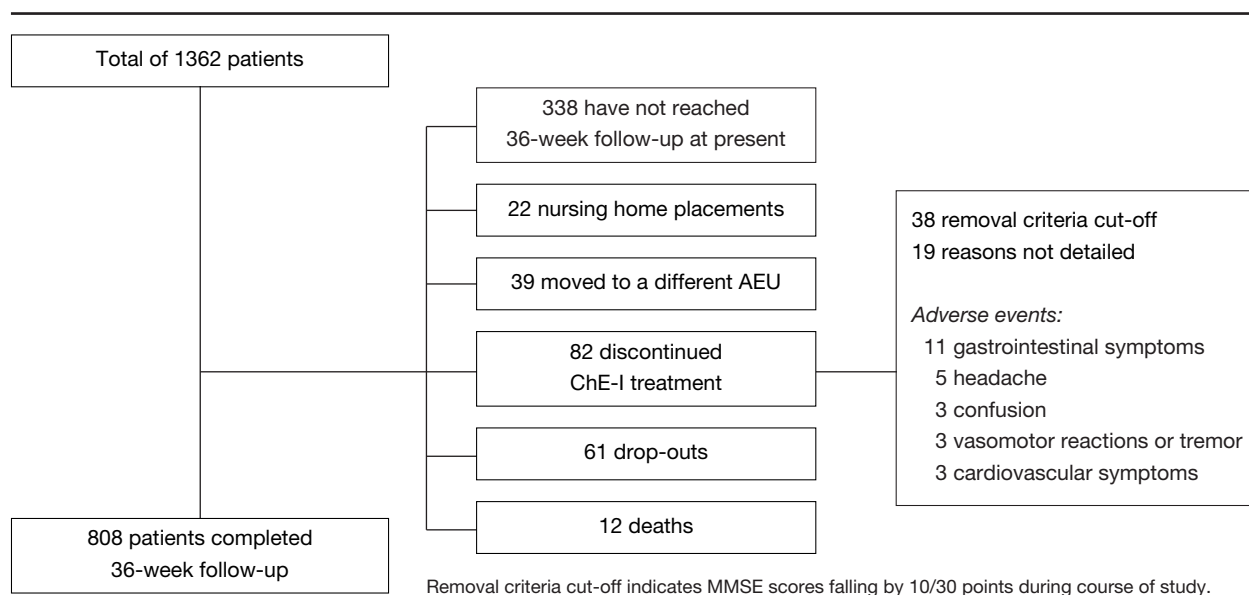 Total of 1362 patients
338 have not reached
36-week follow-up at present
22 nursing home placements
39 moved to a different AEU
82 discontinued
ChE-I treatment
61 drop-outs
12 deaths
38 removal criteria cut-off
19 reasons not detailed
Adverse events:
11 gastrointestinal symptoms
5 headache
3 confusion
3 vasomotor reactions or tremor
3 cardiovascular symptoms
808 patients completed
36-week follow-up
Removal criteria cut-off indicates MMSE scores falling by 10/30 points during course of study.